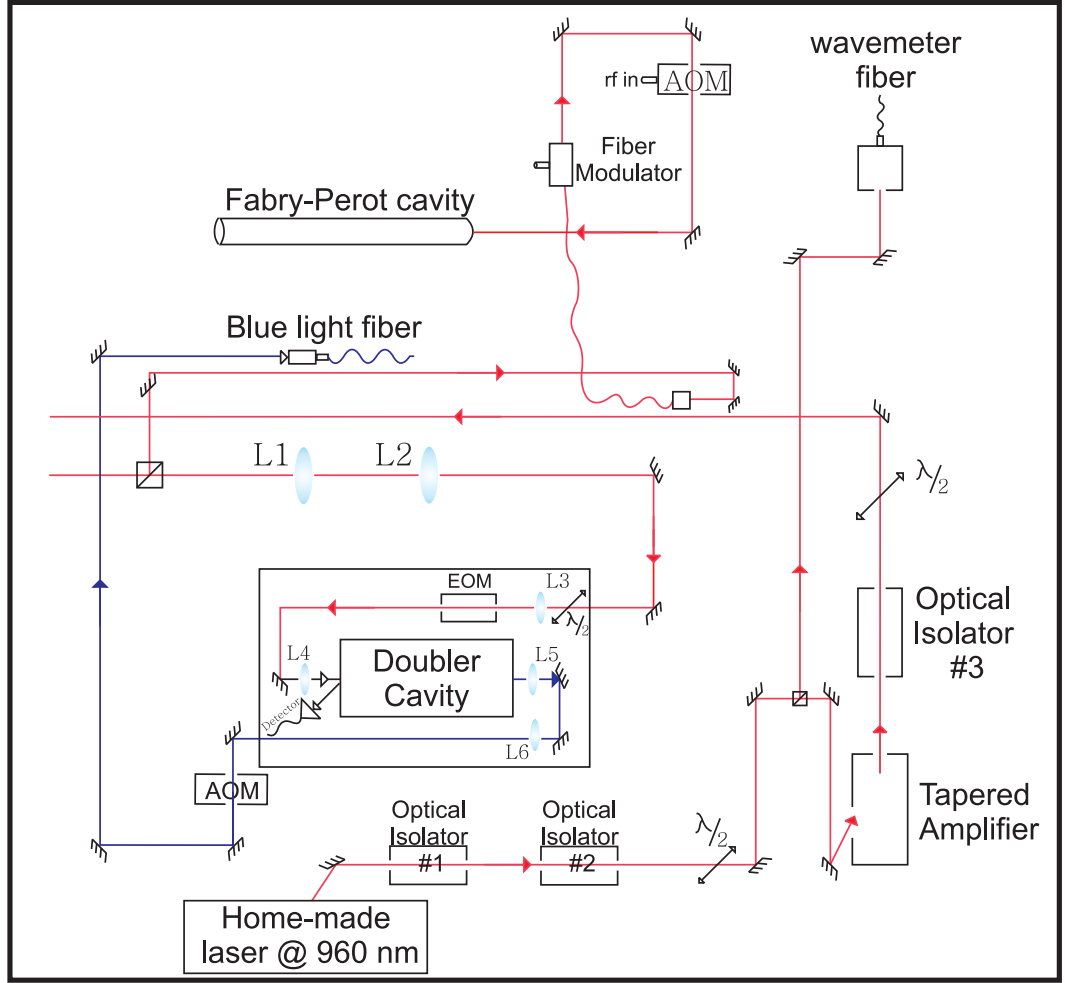 wavemeter
fiber
rf in
AOM
Fiber
Modulator
Fabry-Perot cavity
Blue light fiber
L1
L2
λ/2
EOM
L3
λ/2
Optical
Isolator
#3
L4
Doubler
Cavity
L5
Detector
L6
AOM
Optical
Isolator
#1
Optical
Isolator
#2
λ/2
Tapered
Amplifier
Home-made
laser @ 960 nm